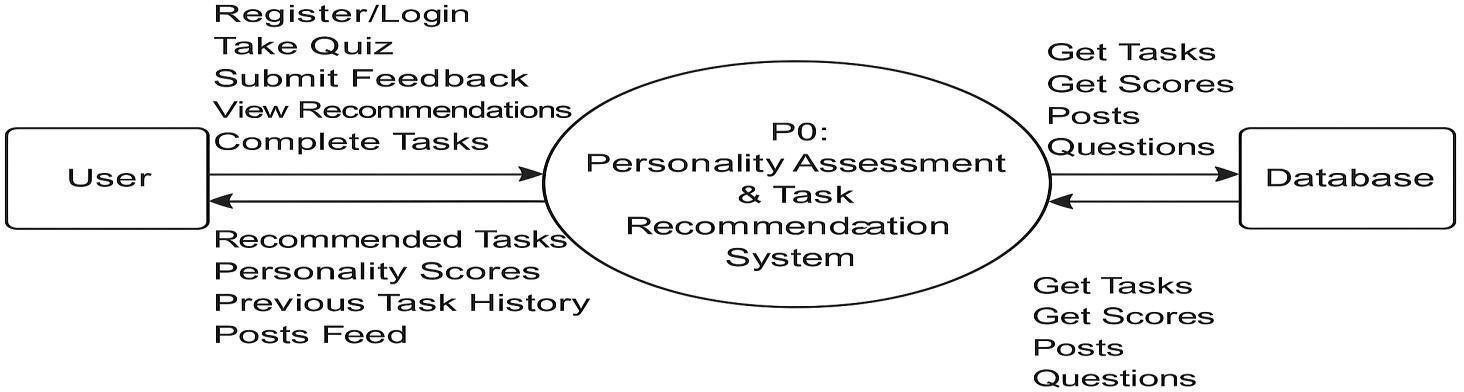 Register/Login
Take Quiz
Submit Feedback
View Recommendations
Complete Tasks
User
Recommended Tasks
Personality Scores
Previous Task History
Posts Feed
P0:
Personality Assessment
& Task
Recommendæation
System
Get Tasks
Get Scores
Posts
Questions
Database
Get Tasks
Get Scores
Posts
Questions